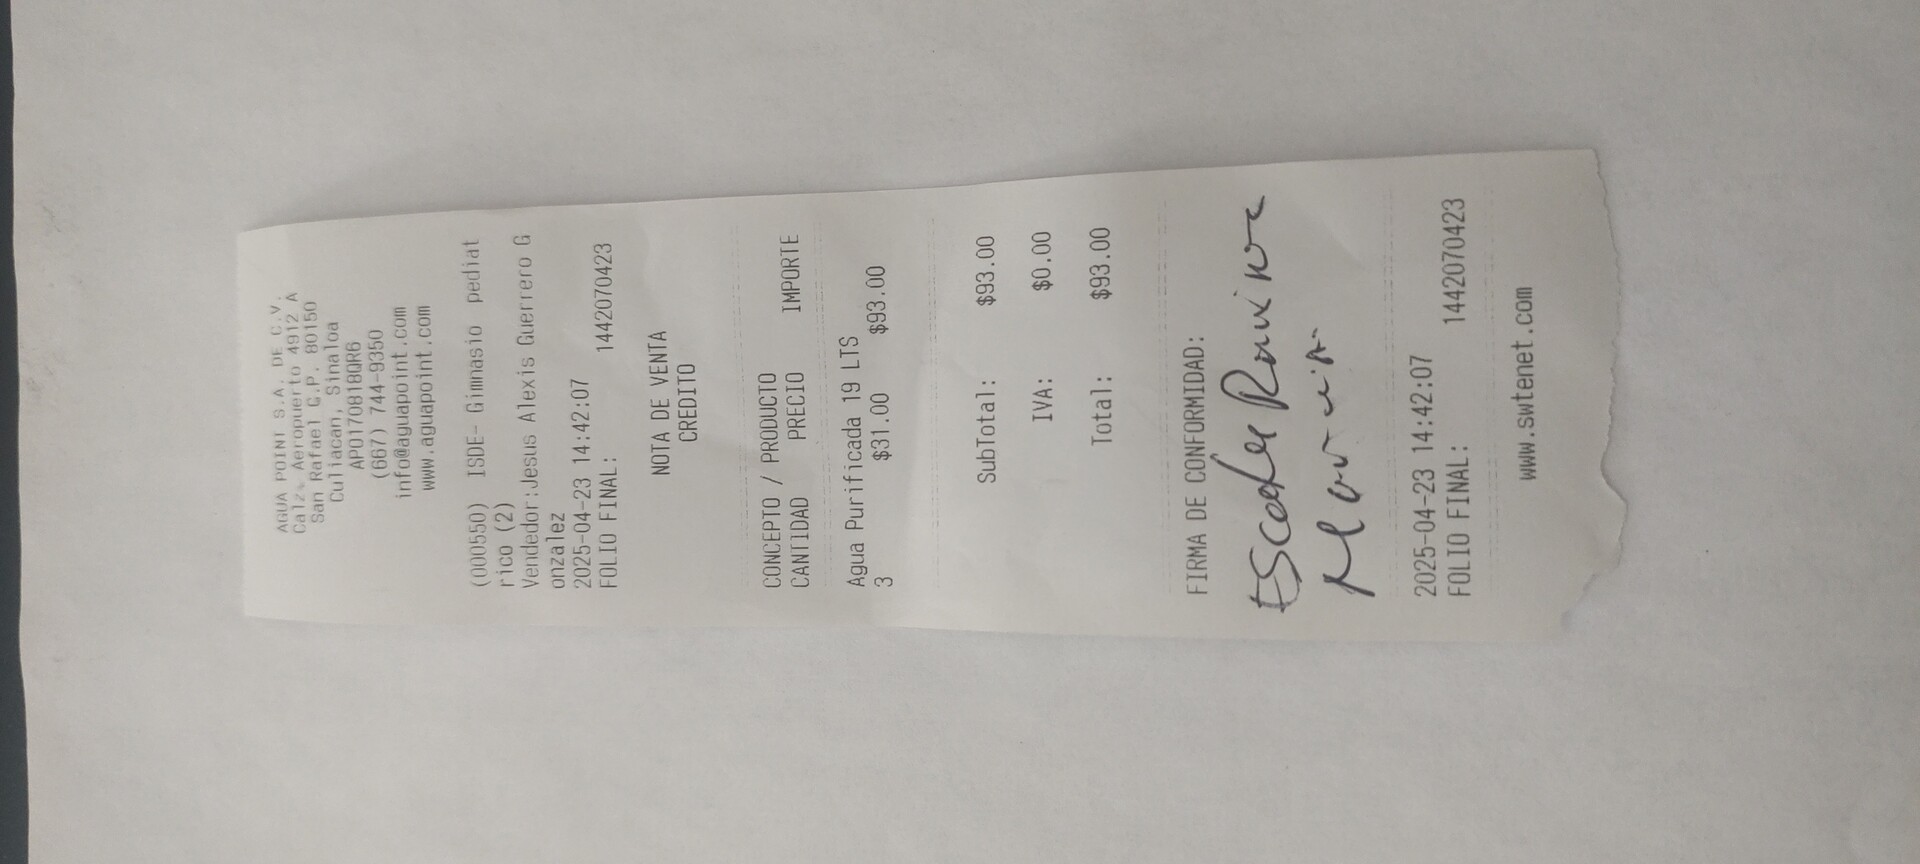 AGUA POINT S.A. DE C.V.
Calz. Aeropuerto 4912 A
San Rafael C.P. 80150
Culiacan, Sinaloa
APO170818QR6
(667) 744-9350
info@aguapoint.com
www.aguapoint.com
(000550) ISDE- Gimnasio pediat
rico (2)
Vendedor:Jesus Alexis Guerrero G
onzalez
2025-04-23 14:42:07
FOLIO FINAL: 1442070423
NOTA DE VENTA
CREDITO
CONCEPTO / PRODUCTO
CANTIDAD PRECIO IMPORTE
Agua Purificada 19 LTS
3 $31.00 $93.00
SubTotal: $93.00
IVA: $0.00
Total: $93.00
FIRMA DE CONFORMIDAD:
2025-04-23 14:42:07
FOLIO FINAL: 1442070423
www.swtenet.com